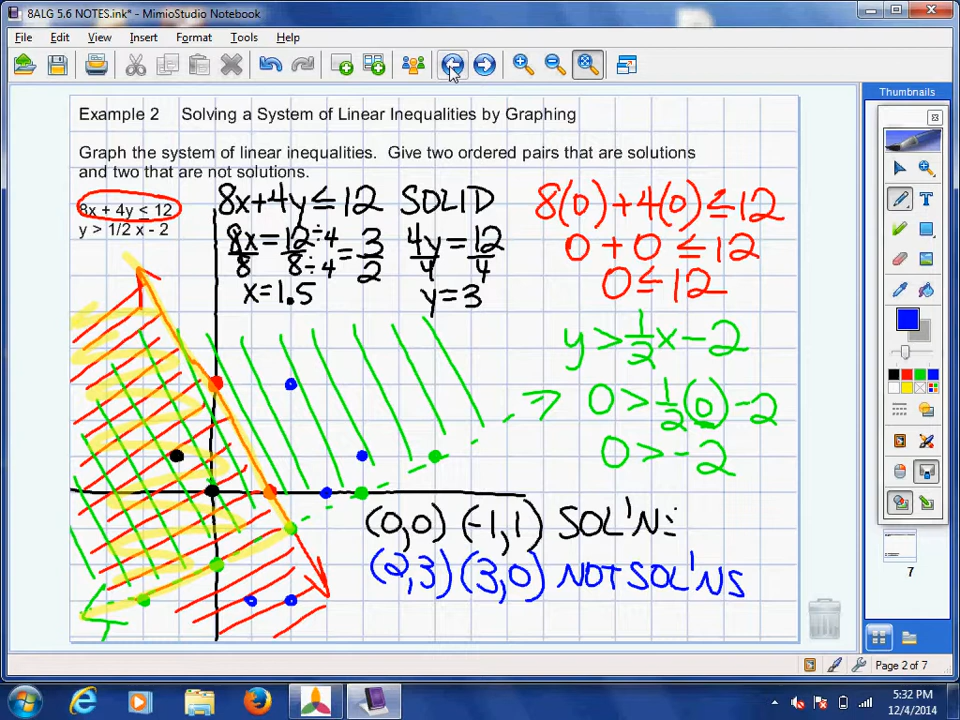 8ALG 5.6 NOTES.ink* - MimioStudio Notebook
File Edit View Insert Format Tools Help
Thumbnails
Example 2 Solving a System of Linear Inequalities by Graphing
Graph the system of linear inequalities. Give two ordered pairs that are solutions
and two that are not solutions.
8x + 4y < 12
y > 1/2 x - 2
8x+4y≤12 SOLID
8x=12÷4=3
8 8÷4 2
x=1.5
4y=12
4 4
y=3
8(0)+4(0)≤12
0+0≤12
0≤12
y>1/2x-2
⇒ 0>1/2(0)-2
0>-2
(0,0) (-1,1) SOL'N
(2,3) (3,0) NOT SOL'NS
7
Page 2 of 7
5:32 PM
12/4/2014